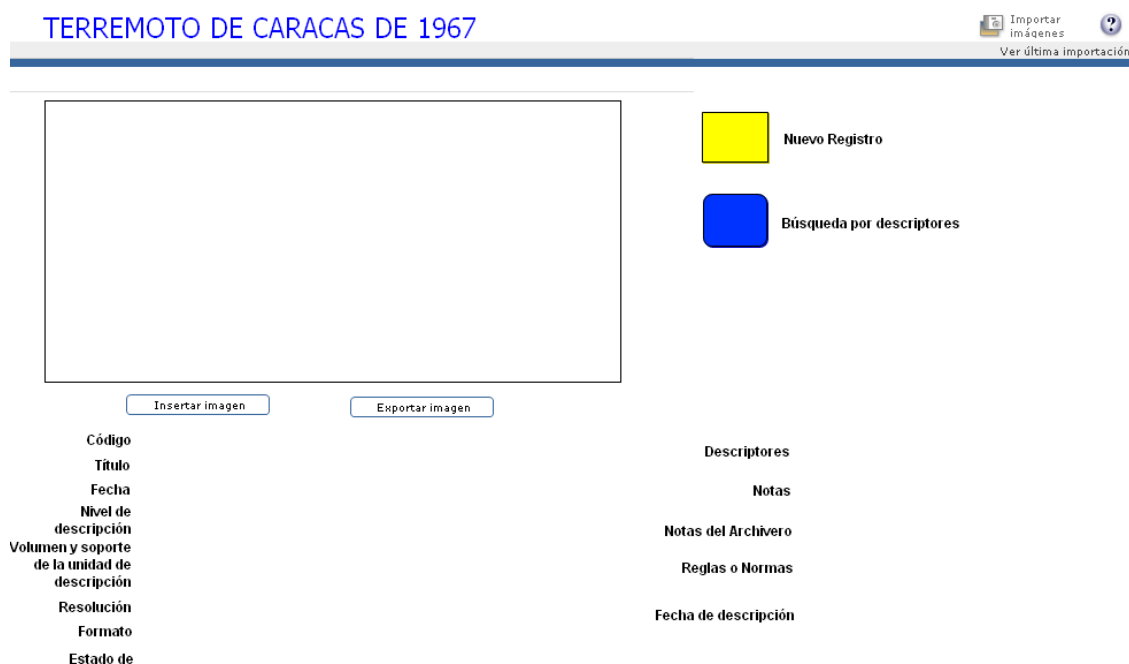 TERREMOTO DE CARACAS DE 1967
Importar
imágenes
?
Ver última importación
Nuevo Registro
Búsqueda por descriptores
Insertar imagen
Exportar imagen
Código
Título
Fecha
Nivel de
descripción
Volumen y soporte
de la unidad de
descripción
Resolución
Formato
Estado de
Descriptores
Notas
Notas del Archivero
Reglas o Normas
Fecha de descripción